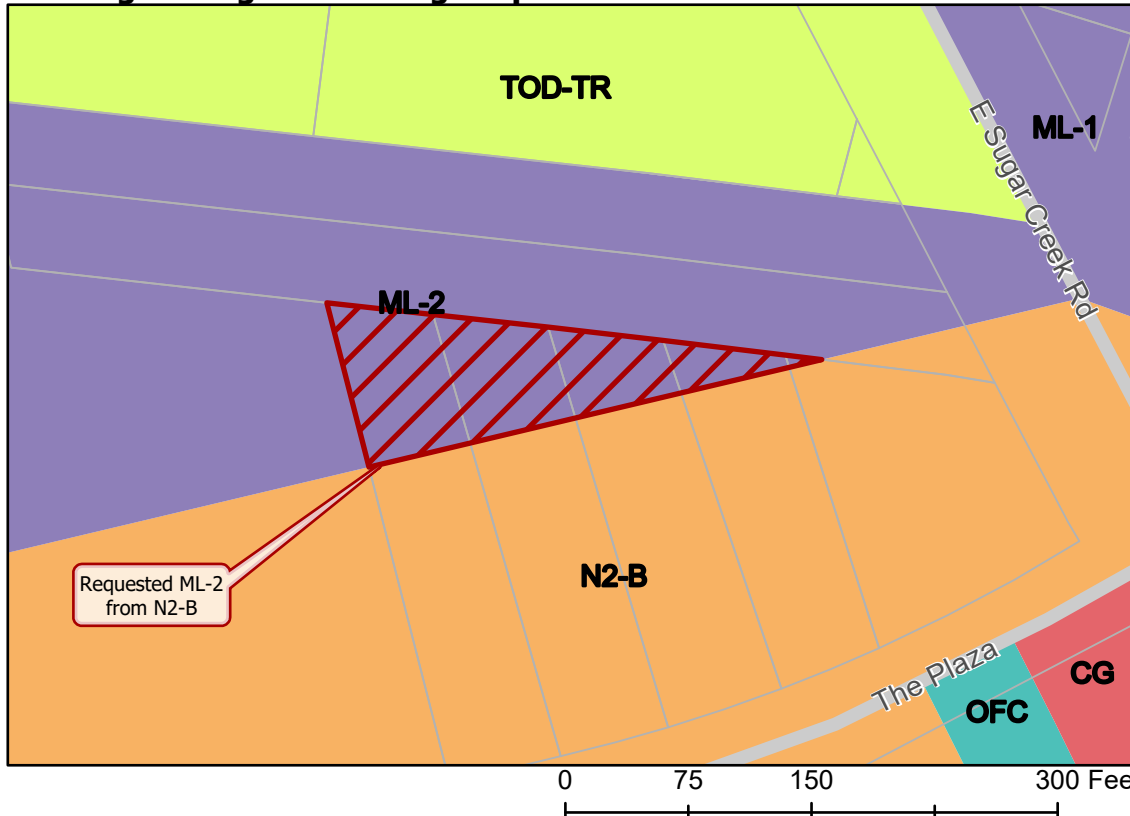 TOD-TR
ML-1
E Sugar Creek Rd
ML-2
Requested ML-2
from N2-B
N2-B
The Plaza
CG
OFC
0 75 150 300 Fee